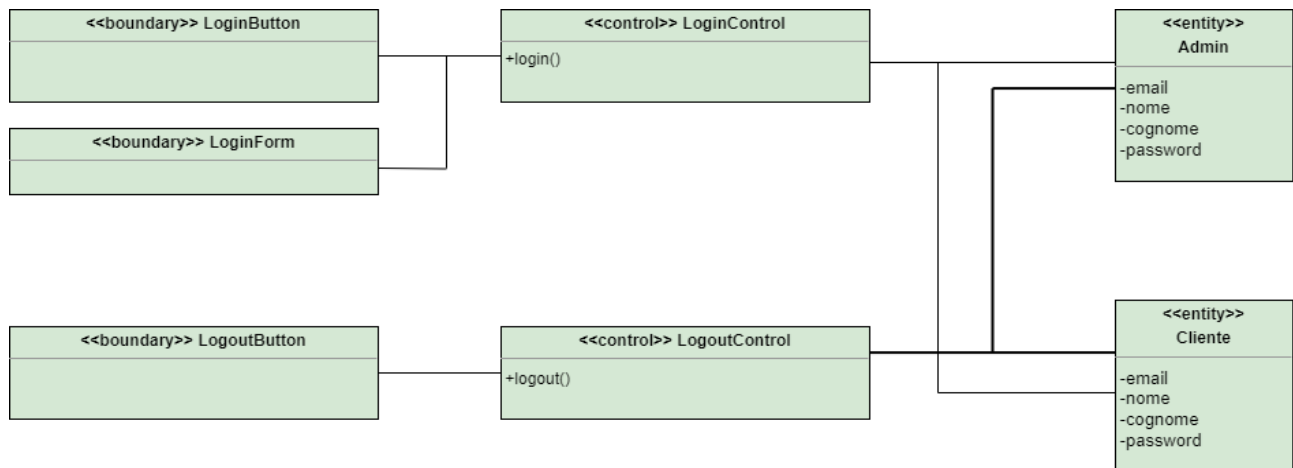 <<boundary>> LoginButton
<<control>> LoginControl
+login()
<<entity>>
Admin
-email
-nome
-cognome
-password
<<boundary>> LoginForm
<<boundary>> LogoutButton
<<control>> LogoutControl
+logout()
<<entity>>
Cliente
-email
-nome
-cognome
-password